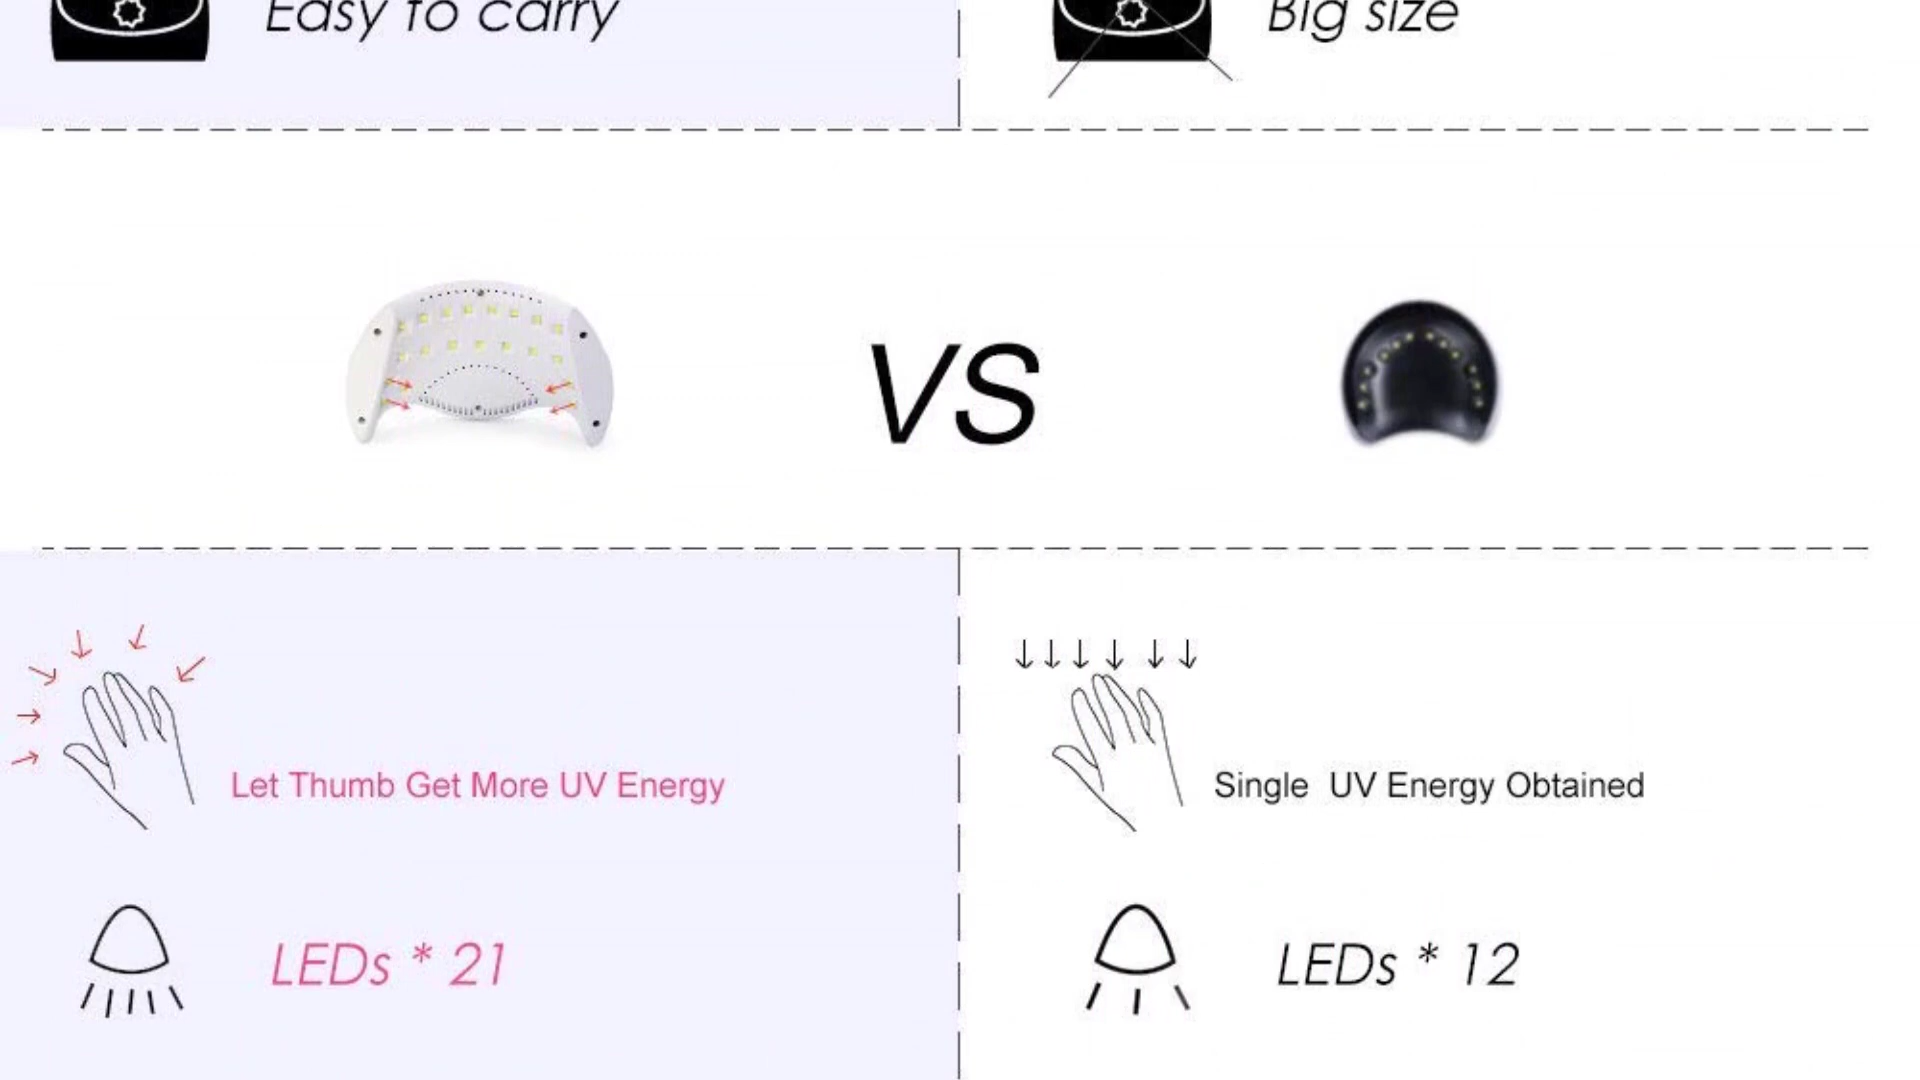 Easy to carry
Big size
VS
Let Thumb Get More UV Energy
Single UV Energy Obtained
LEDs * 21
LEDs * 12